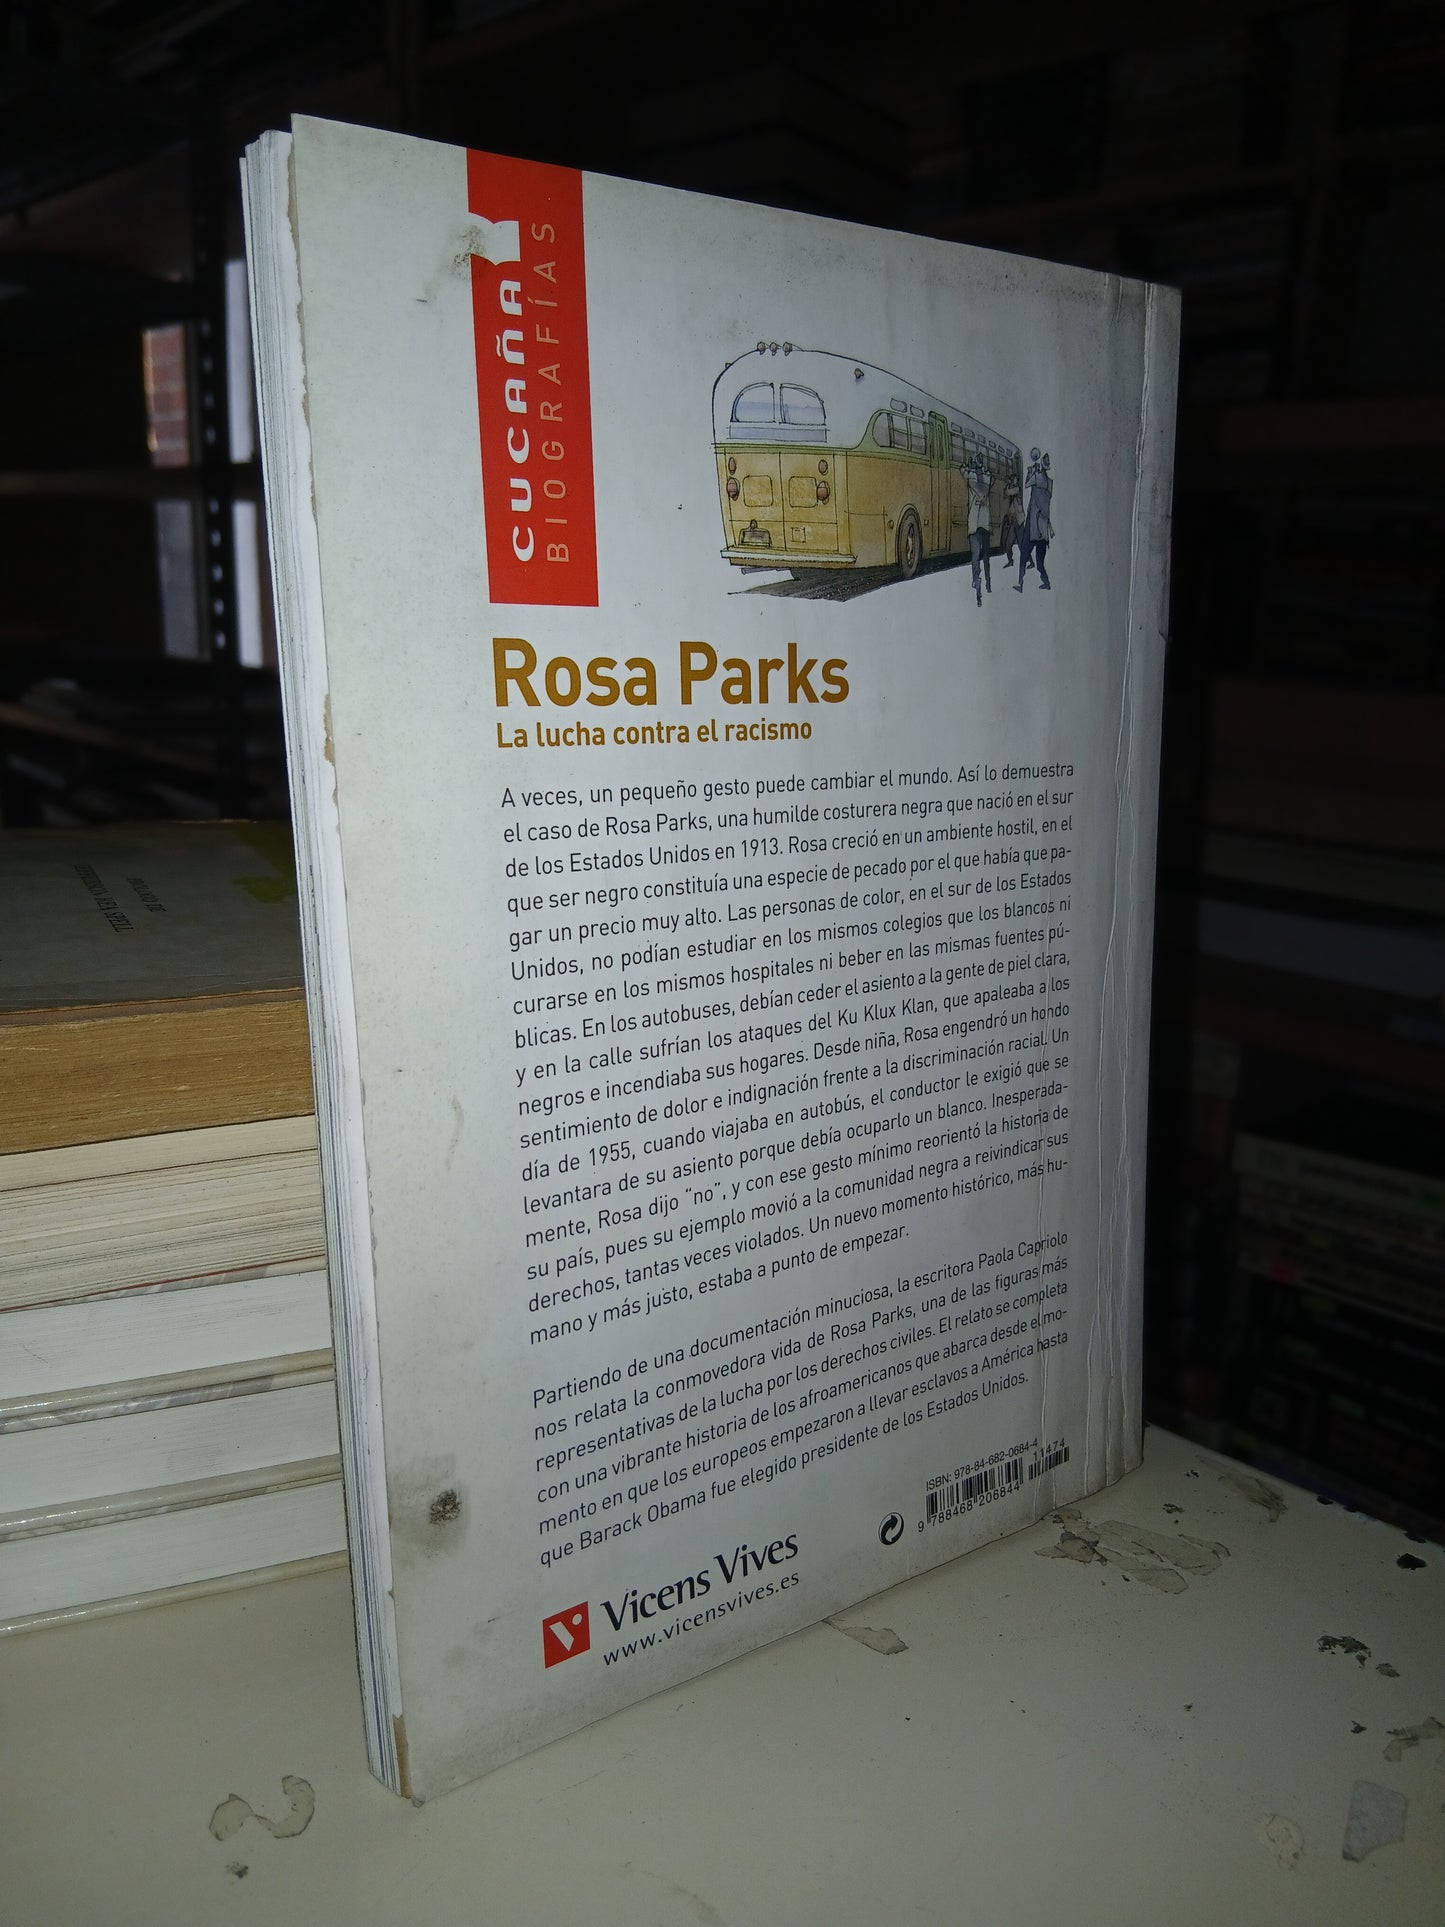 CUCAÑA
BIOGRAFÍAS
Rosa Parks
La lucha contra el racismo
A veces, un pequeño gesto puede cambiar el mundo. Así lo demuestra
el caso de Rosa Parks, una humilde costurera negra que nació en el sur
de los Estados Unidos en 1913. Rosa creció en un ambiente hostil, en el
que ser negro constituía una especie de pecado por el que había que pa-
gar un precio muy alto. Las personas de color, en el sur de los Estados
Unidos, no podían estudiar en los mismos colegios que los blancos ni
curarse en los mismos hospitales ni beber en las mismas fuentes pú-
blicas. En los autobuses, debían ceder el asiento a la gente de piel clara,
y en la calle sufrían los ataques del Ku Klux Klan, que apaleaba a los
negros e incendiaba sus hogares. Desde niña, Rosa engendró un hondo
sentimiento de dolor e indignación frente a la discriminación racial. Un
día de 1955, cuando viajaba en autobús, el conductor le exigió que se
levantara de su asiento porque debía ocuparlo un blanco. Inesperada-
mente, Rosa dijo “no”, y con ese gesto mínimo reorientó la historia de
su país, pues su ejemplo movió a la comunidad negra a reivindicar sus
derechos, tantas veces violados. Un nuevo momento histórico, más hu-
mano y más justo, estaba a punto de empezar.
Partiendo de una documentación minuciosa, la escritora Paola Capriolo
nos relata la conmovedora vida de Rosa Parks, una de las figuras más
representativas de la lucha por los derechos civiles. El relato se completa
con una vibrante historia de los afroamericanos que abarca desde el mo-
mento en que los europeos empezaron a llevar esclavos a América hasta
que Barack Obama fue elegido presidente de los Estados Unidos.
ISBN: 978-84-682-0684-4
11474
9 788468 206844
Vicens Vives
www.vicensvives.es